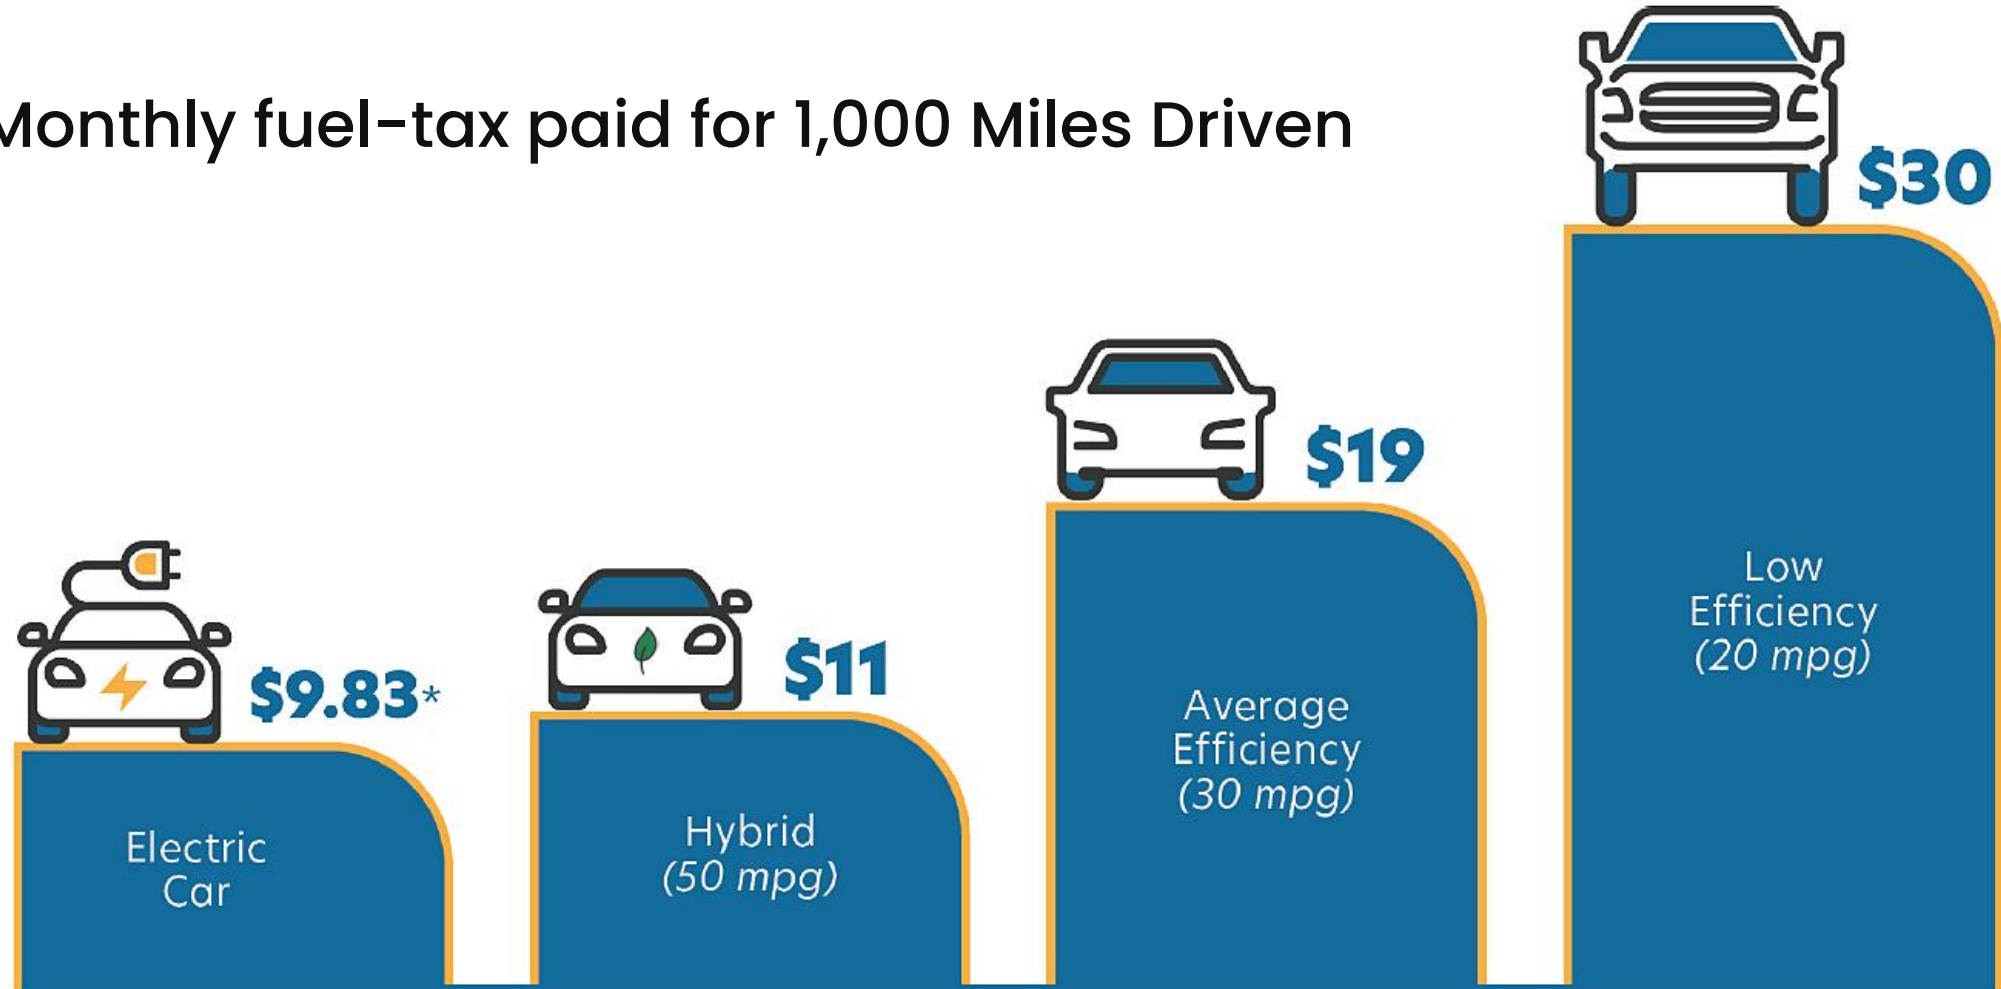 Monthly fuel-tax paid for 1,000 Miles Driven
$30
$19
$11
$9.83*
Electric
Car
Hybrid
(50 mpg)
Average
Efficiency
(30 mpg)
Low
Efficiency
(20 mpg)